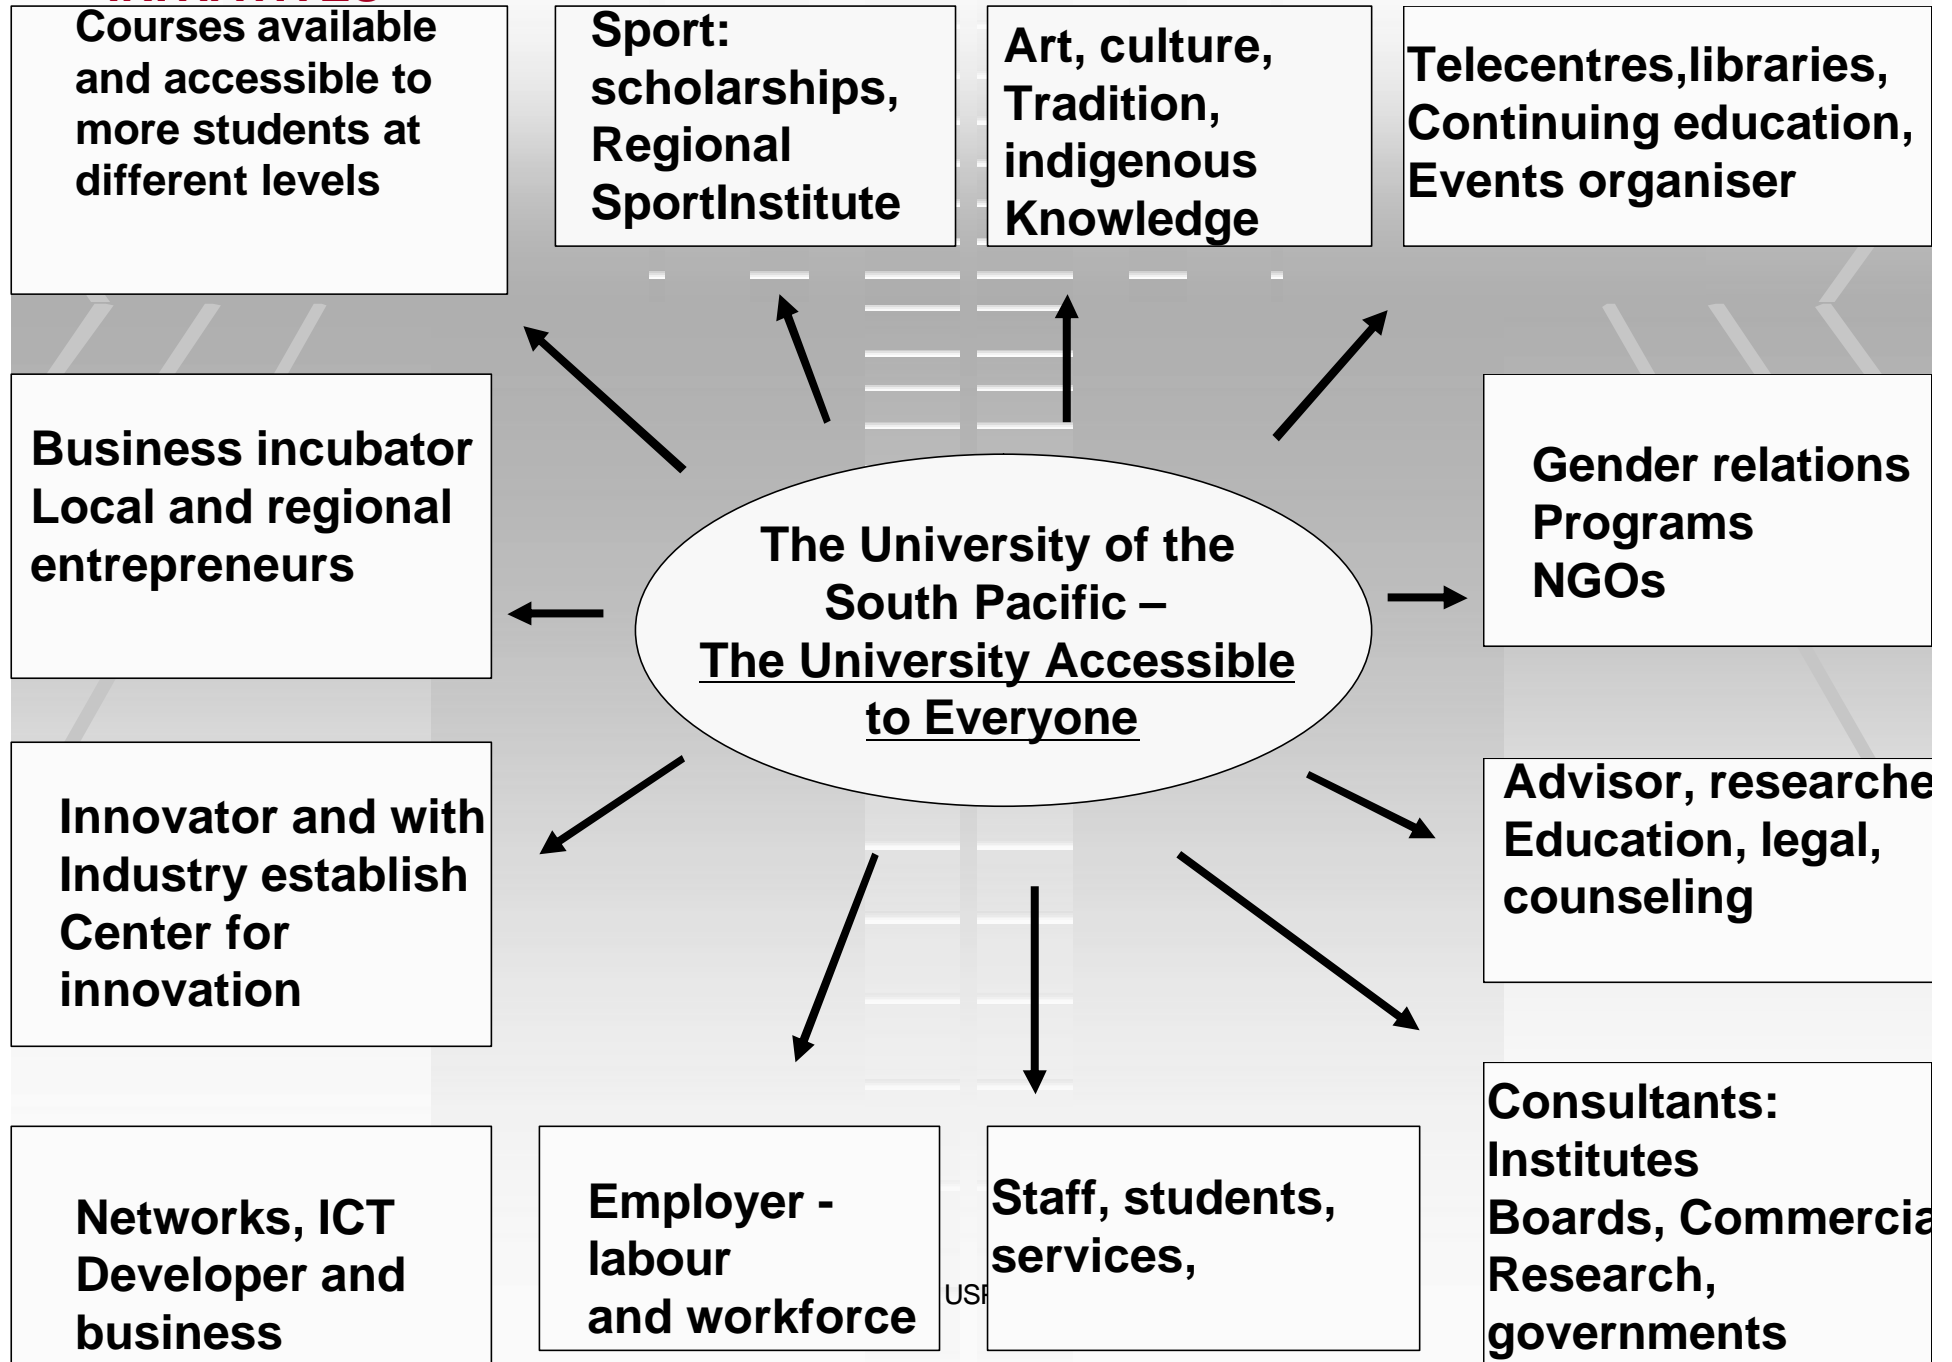 Courses available
and accessible to
more students at
different levels
Sport:
scholarships,
Regional
SportInstitute
Art, culture,
Tradition,
indigenous
Knowledge
Telecentres,libraries,
Continuing education,
Events organiser
Business incubator
Local and regional
entrepreneurs
The University of the
South Pacific –
The University Accessible
to Everyone
Gender relations
Programs
NGOs
Innovator and with
Industry establish
Center for
innovation
Advisor, researche
Education, legal,
counseling
Networks, ICT
Developer and
business
Employer -
labour
and workforce
Staff, students,
services,
Consultants:
Institutes
Boards, Commercia
Research,
governments